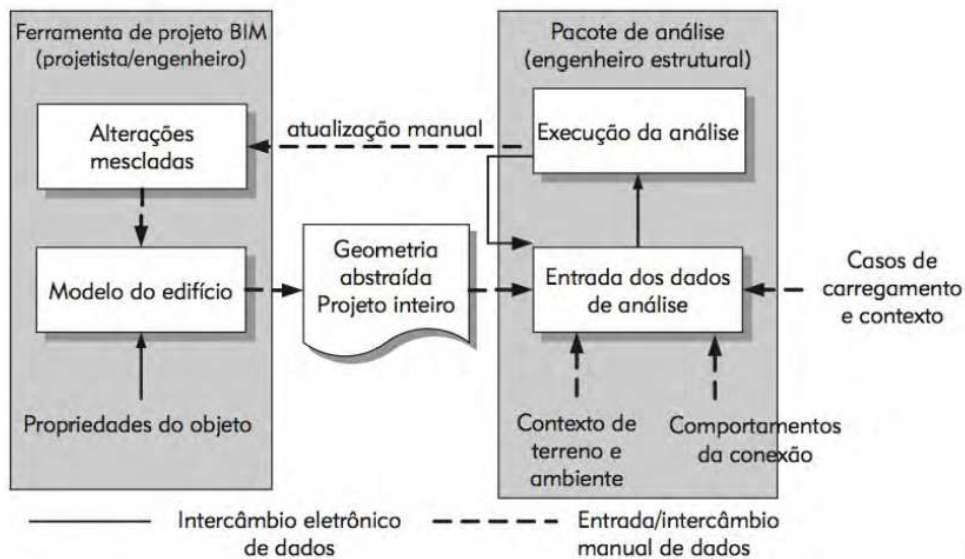 Ferramenta de projeto BIM
(projetista/engenheiro)
Alterações
mescladas
Modelo do edifício
Propriedades do objeto
atualização manual
Geometria
abstraída
Projeto inteiro
Pacote de análise
(engenheiro estrutural)
Execução da análise
Entrada dos dados
de análise
Contexto de
terreno e
ambiente
Comportamentos
da conexão
Casos de
carregamento
e contexto
Intercâmbio eletrônico
de dados
Entrada/intercâmbio
manual de dados